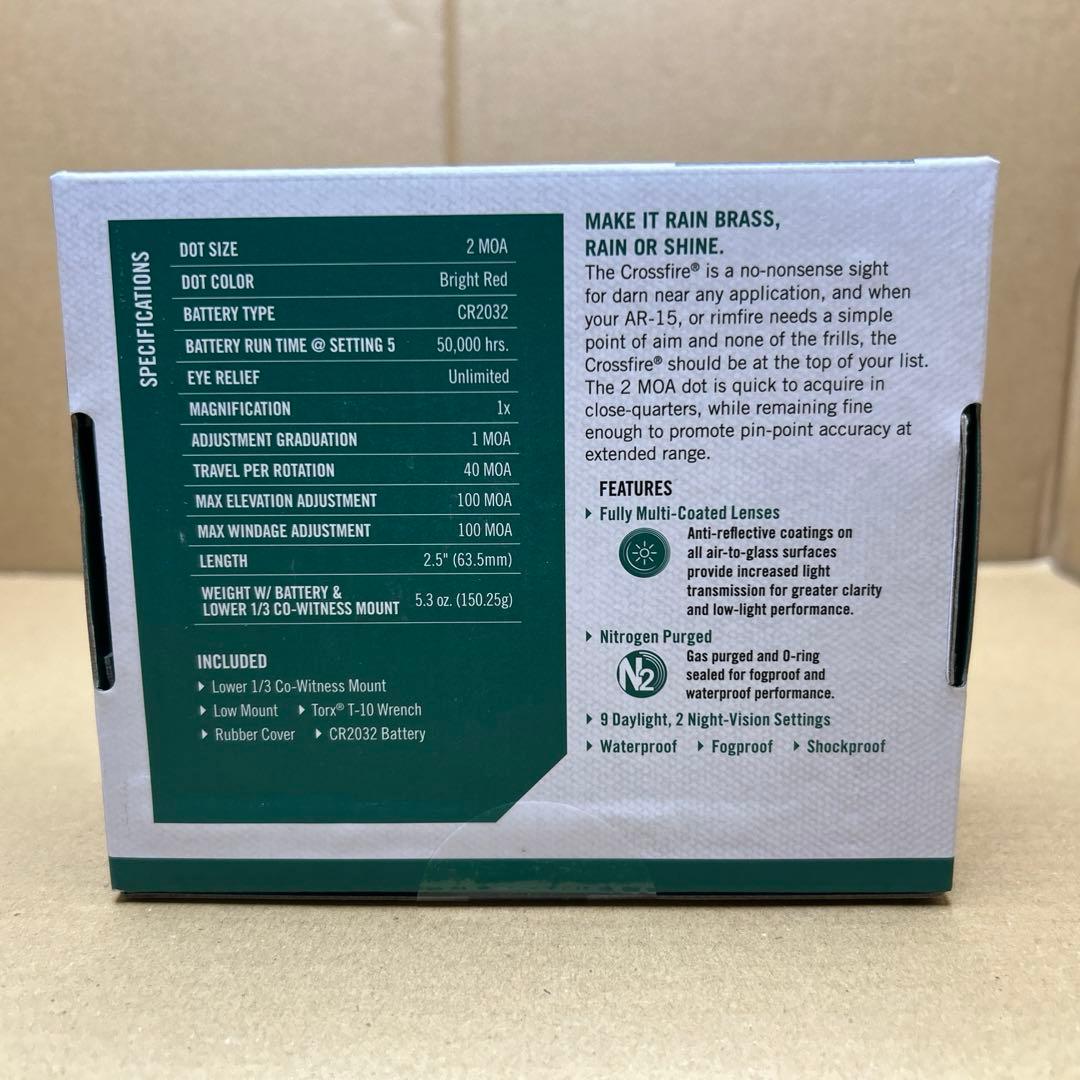 SPECIFICATIONS
DOT SIZE 2 MOA
DOT COLOR Bright Red
BATTERY TYPE CR2032
BATTERY RUN TIME @ SETTING 5 50,000 hrs.
EYE RELIEF Unlimited
MAGNIFICATION 1x
ADJUSTMENT GRADUATION 1 MOA
TRAVEL PER ROTATION 40 MOA
MAX ELEVATION ADJUSTMENT 100 MOA
MAX WINDAGE ADJUSTMENT 100 MOA
LENGTH 2.5" (63.5mm)
WEIGHT W/ BATTERY &
LOWER 1/3 CO-WITNESS MOUNT 5.3 oz. (150.25g)
INCLUDED
Lower 1/3 Co-Witness Mount
Low Mount Torx® T-10 Wrench
Rubber Cover CR2032 Battery
MAKE IT RAIN BRASS,
RAIN OR SHINE.
The Crossfire® is a no-nonsense sight
for darn near any application, and when
your AR-15, or rimfire needs a simple
point of aim and none of the frills, the
Crossfire® should be at the top of your list.
The 2 MOA dot is quick to acquire in
close-quarters, while remaining fine
enough to promote pin-point accuracy at
extended range.
FEATURES
Fully Multi-Coated Lenses
Anti-reflective coatings on
all air-to-glass surfaces
provide increased light
transmission for greater clarity
and low-light performance.
Nitrogen Purged
N2
Gas purged and O-ring
sealed for fogproof and
waterproof performance.
9 Daylight, 2 Night-Vision Settings
Waterproof Fogproof Shockproof